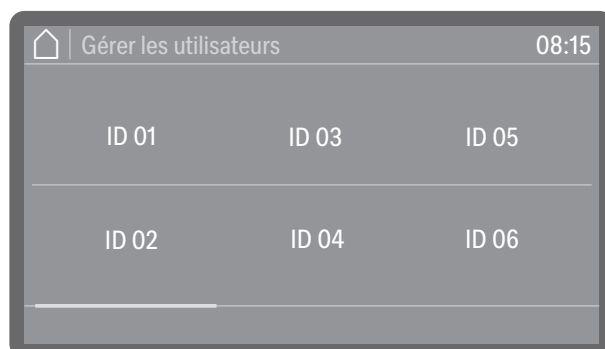 Gérer les utilisateurs 08:15
ID 01 ID 03 ID 05
ID 02 ID 04 ID 06